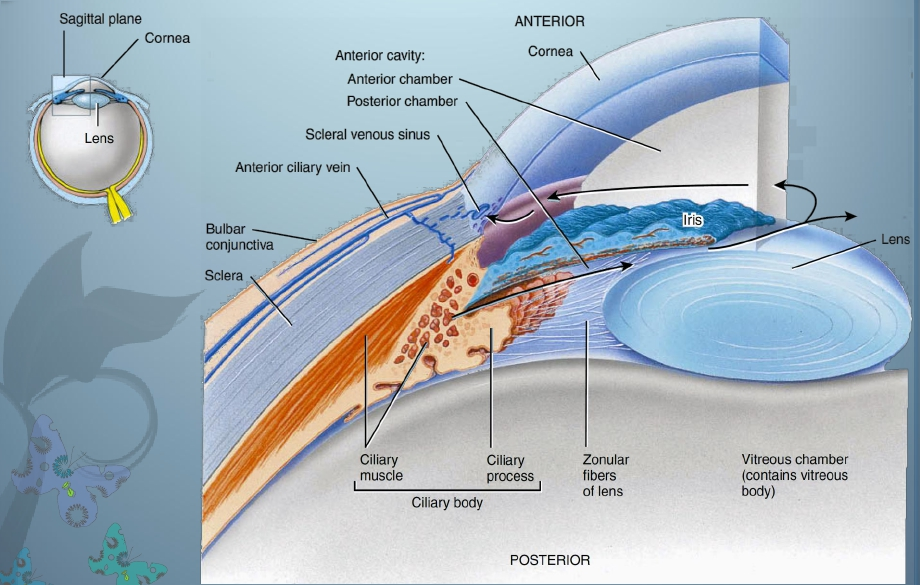 Sagittal plane
Cornea
Lens
ANTERIOR
Anterior cavity:
Cornea
Anterior chamber
Posterior chamber
Scleral venous sinus
Anterior ciliary vein
Bulbar
conjunctiva
Sclera
Iris
Lens
Ciliary
muscle
Ciliary
process
Ciliary body
Zonular
fibers
of lens
Vitreous chamber
(contains vitreous
body)
POSTERIOR